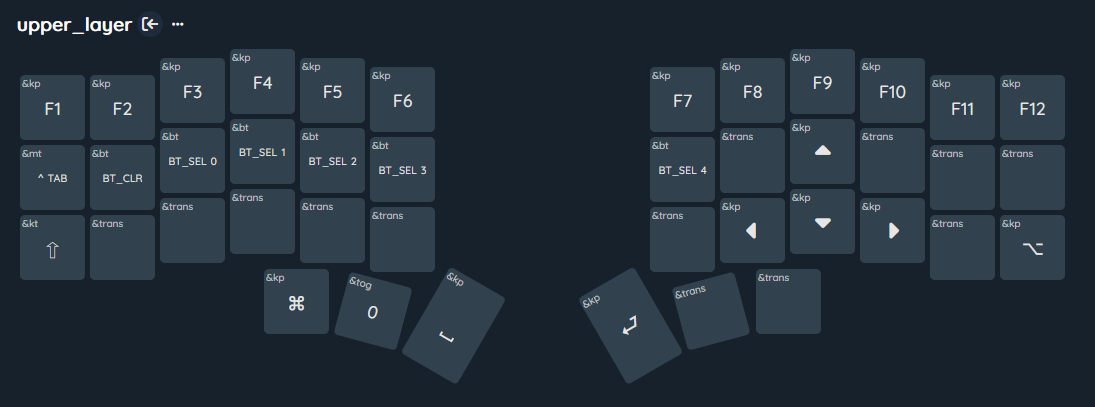 upper_layer ...
&kp &kp &kp &kp &kp &kp &kp &kp &kp &kp &kp &kp
F1 F2 F3 F4 F5 F6 F7 F8 F9 F10 F11 F12
&mt &bt &bt &bt &bt &bt &bt &trans &kp &trans &trans &trans
^ TAB BT_CLR BT_SEL 0 BT_SEL 1 BT_SEL 2 BT_SEL 3 BT_SEL 4 ▲
&kt &trans &trans &trans &trans &trans &trans &kp &kp &kp &trans &kp
⇧ ◀ ▼ ▶ ⌥
&kp &tog &kp &kp &trans &trans
⌘ 0 ⎵ ⏎